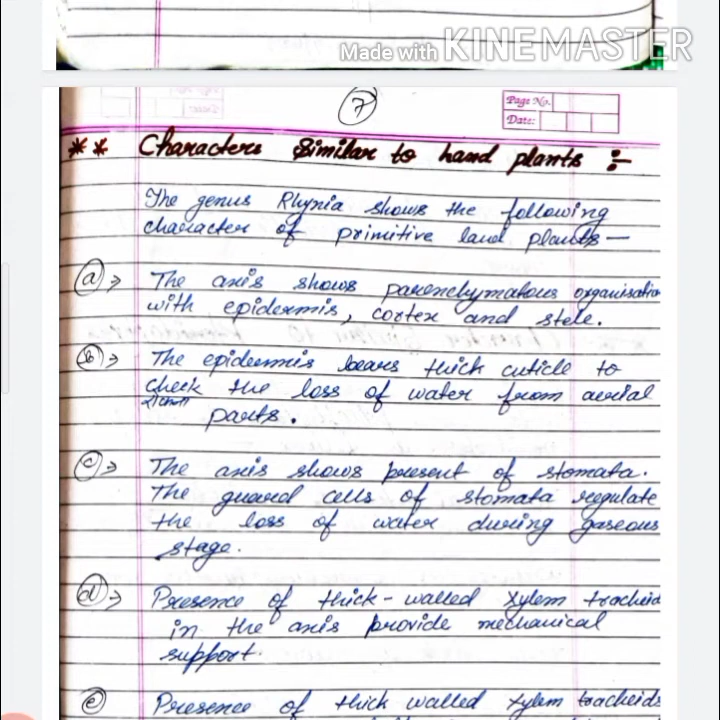 Made with KINEMASTER
7
Page No.
Date:
** Characters Similar to hand plants :-
The genus Rhynia shows the following
character of primitive land plants—
(a)→ The axis shows parenchymatous organisation
with epidermis, cortex and stele.
(b)→ The epidermis bears thick cuticle to
check the loss of water from aerial
parts.
(c)→ The axis shows present of stomata.
The guard cells of stomata regulate
the loss of water during gaseous
stage.
(d)→ Presence of thick-walled xylem tracheid
in the axis provide mechanical
support.
(e) Presence of thick walled xylem tracheids